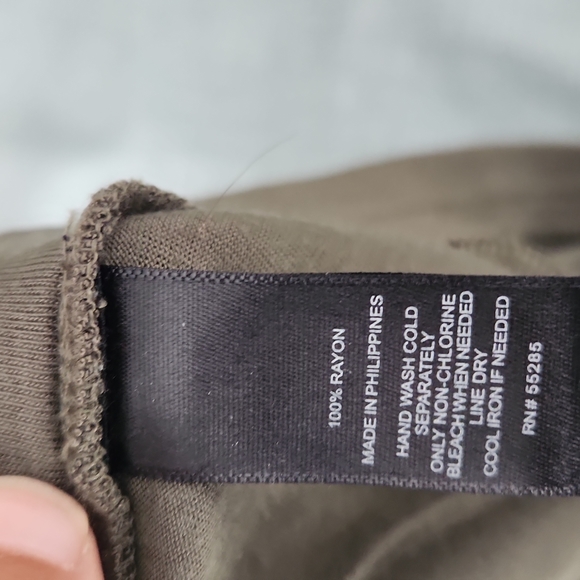 100% RAYON
MADE IN PHILIPPINES
HAND WASH COLD
SEPARATELY
ONLY NON-CHLORINE
BLEACH WHEN NEEDED
LINE DRY
COOL IRON IF NEEDED
RN# 55285